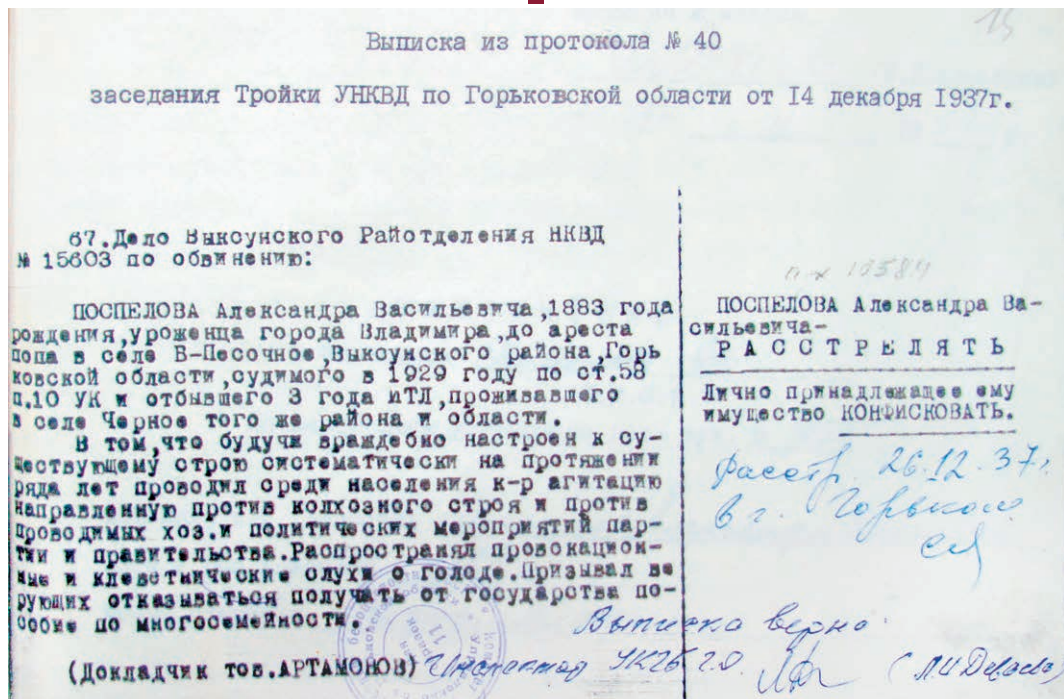 15
Выписка из протокола № 40
заседания Тройки УНКВД по Горьковской области от I4 декабря I937г.
67.Дело Выксунского Райотделения НКВД
№ 15603 по обвинению:
ПОСПЕЛОВА Александра Васильевича,1883 года
рождения,уроженца города Владимира,до ареста
попа в селе В-Песочное,Выксунского района,Горь
ковской области,судимого в 1929 году по ст.58
п.10 УК и отбывшего 3 года ИТЛ,проживавшего
в селе Черное того же района и области.
В том,что будучи враждебно настроен к су-
ществующему строю систематически на протяжении
ряда лет проводил среди населения к-р агитацию
направленную против колхозного строя и против
проводимых хоз.и политических мероприятий пар-
тии и правительства.Распространял провокацион-
ные и клеветнические слухи о голоде.Призывал ве
рующих отказываться получать от государства по-
собие по многосемейности.
(Докладчик тов.АРТАМОНОВ)
ПОСПЕЛОВА Александра Ва-
сильевича-
Р А С С Т Р Е Л Я Т Ь
Лично принадлежащее ему
имущество КОНФИСКОВАТЬ.
Расстр. 26.12.37г.
в г. Горьком
Выписка верна:
Инспектор УКГБ Г.О.